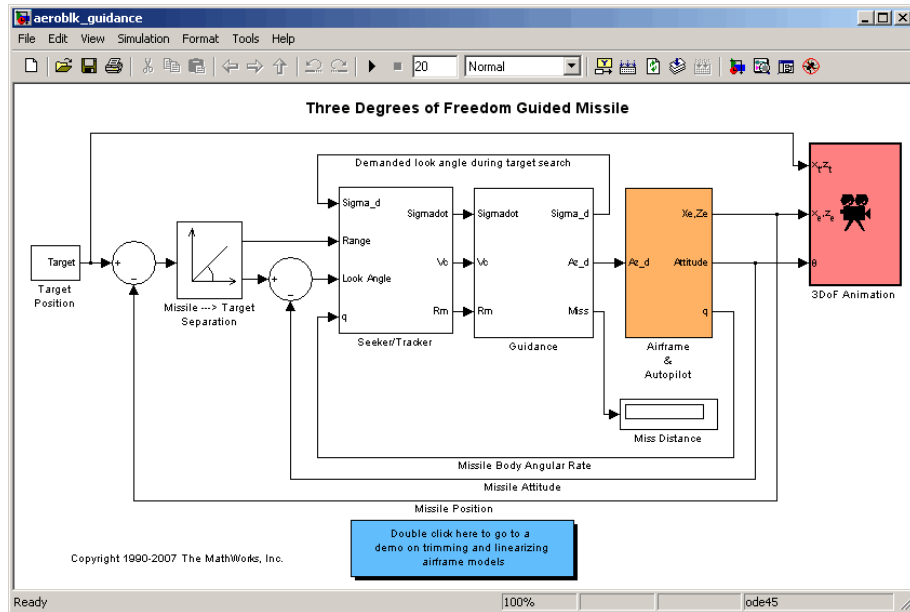 aeroblk_guidance
File Edit View Simulation Format Tools Help
20 Normal
Three Degrees of Freedom Guided Missile
Demanded look angle during target search
Target
Target
Position
+
−
Missile ---> Target
Separation
+
−
Sigma_d
Range
Look Angle
q
Sigmadot
Vc
Rm
Seeker/Tracker
Sigmadot
Vc
Rm
Sigma_d
Az_d
Miss
Guidance
Az_d
Xe,Ze
Attitude
q
Airframe
&
Autopilot
x_t,z_t
x_e,z_e
θ
3DoF Animation
Miss Distance
Missile Body Angular Rate
Missile Attitude
Missile Position
Double click here to go to a
demo on trimming and linearizing
airframe models
Copyright 1990-2007 The MathWorks, Inc.
Ready 100% ode45